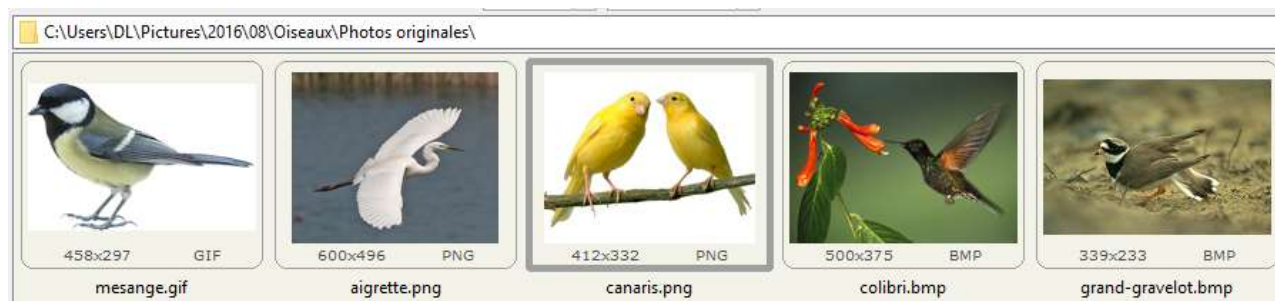 C:\Users\DL\Pictures\2016\08\Oiseaux\Photos originales\
458x297 GIF 600x496 PNG 412x332 PNG 500x375 BMP 339x233 BMP
mesange.gif aigrette.png canaris.png colibri.bmp grand-gravelot.bmp